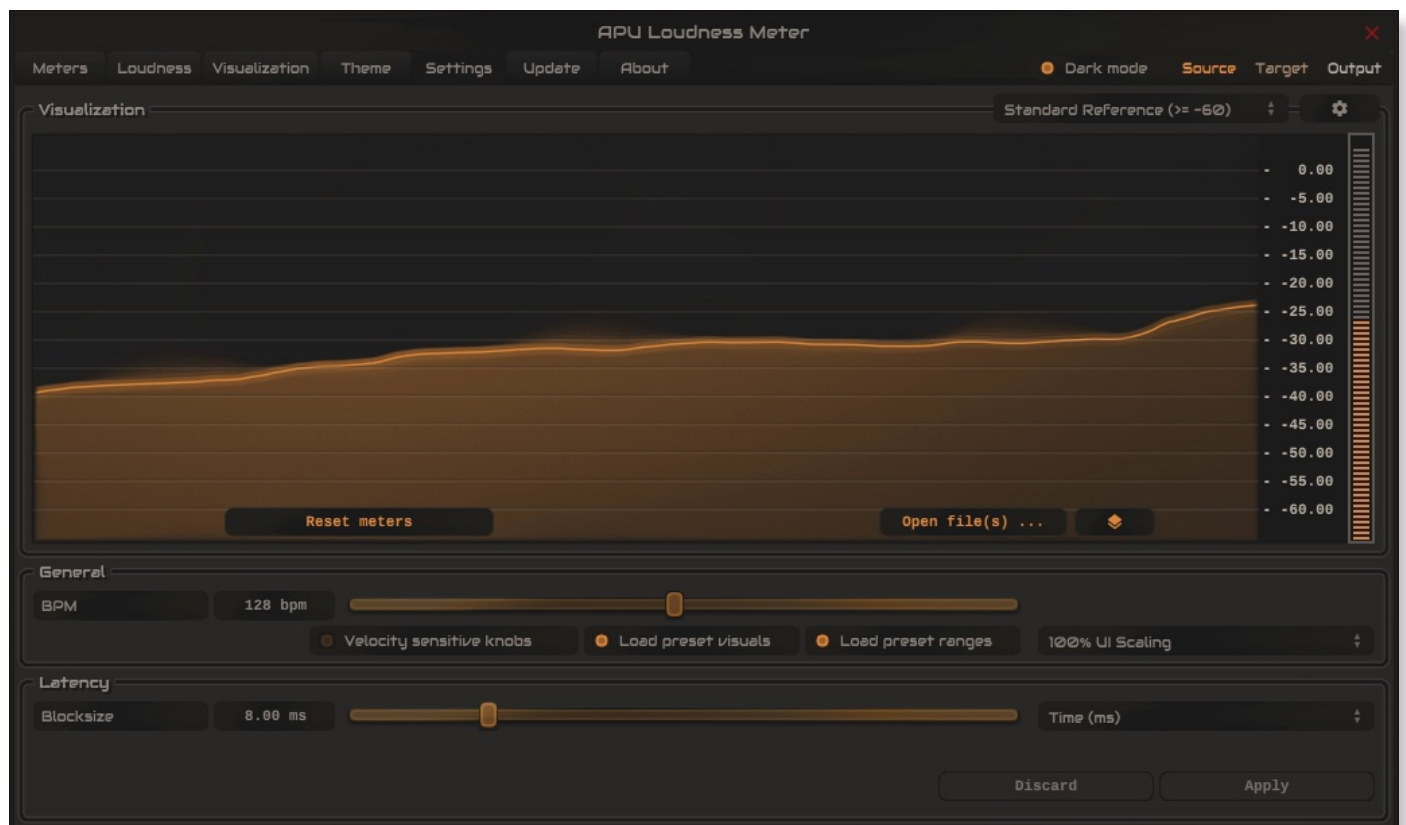 APU Loudness Meter
Meters Loudness Visualization Theme Settings Update About Dark mode Source Target Output
Visualization Standard Reference (>= -60)
- 0.00
- -5.00
- -10.00
- -15.00
- -20.00
- -25.00
- -30.00
- -35.00
- -40.00
- -45.00
- -50.00
- -55.00
- -60.00
Reset meters Open file(s) ...
General
BPM 128 bpm
Velocity sensitive knobs Load preset visuals Load preset ranges 100% UI Scaling
Latency
Blocksize 8.00 ms Time (ms)
Discard Apply